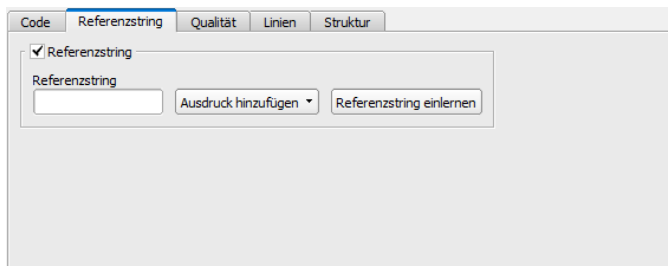 Code Referenzstring Qualität Linien Struktur
Referenzstring
Referenzstring
Ausdruck hinzufügen Referenzstring einlernen